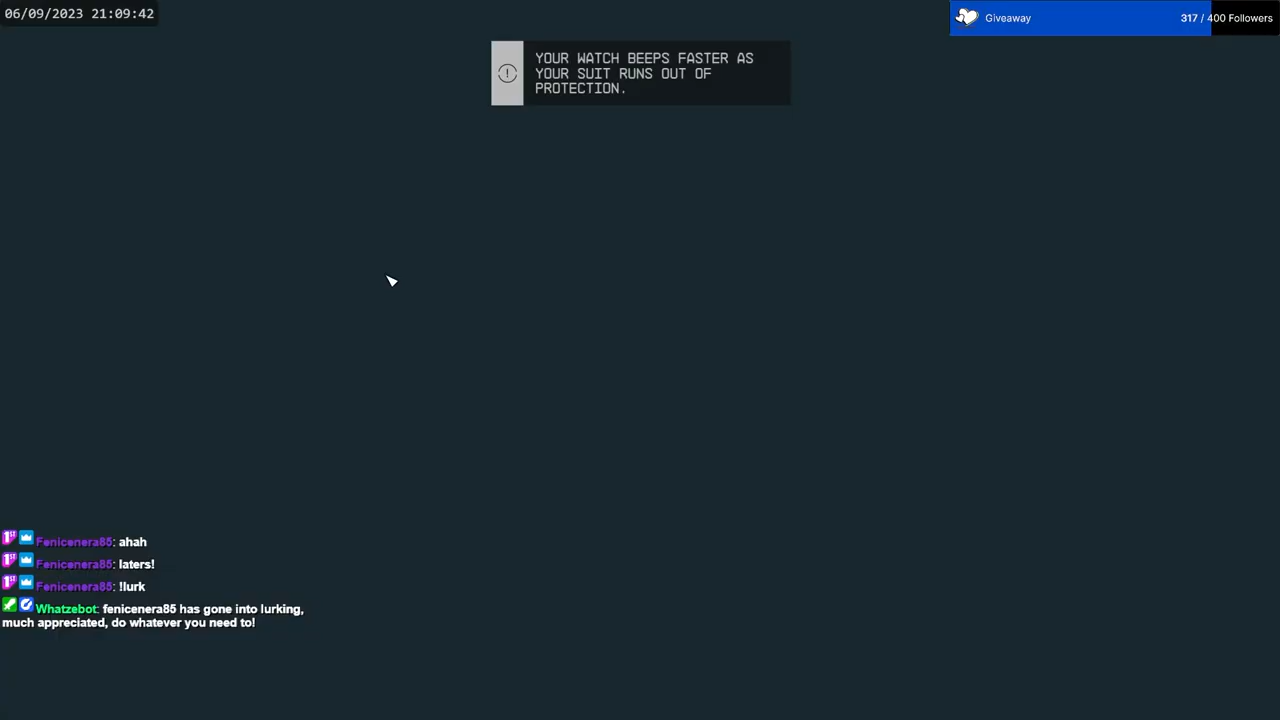 06/09/2023 21:09:42
Giveaway
317 / 400 Followers
YOUR WATCH BEEPS FASTER AS
YOUR SUIT RUNS OUT OF
PROTECTION.
Fenicenera85: ahah
Fenicenera85: laters!
Fenicenera85: !lurk
Whatzebot: fenicenera85 has gone into lurking,
much appreciated, do whatever you need to!